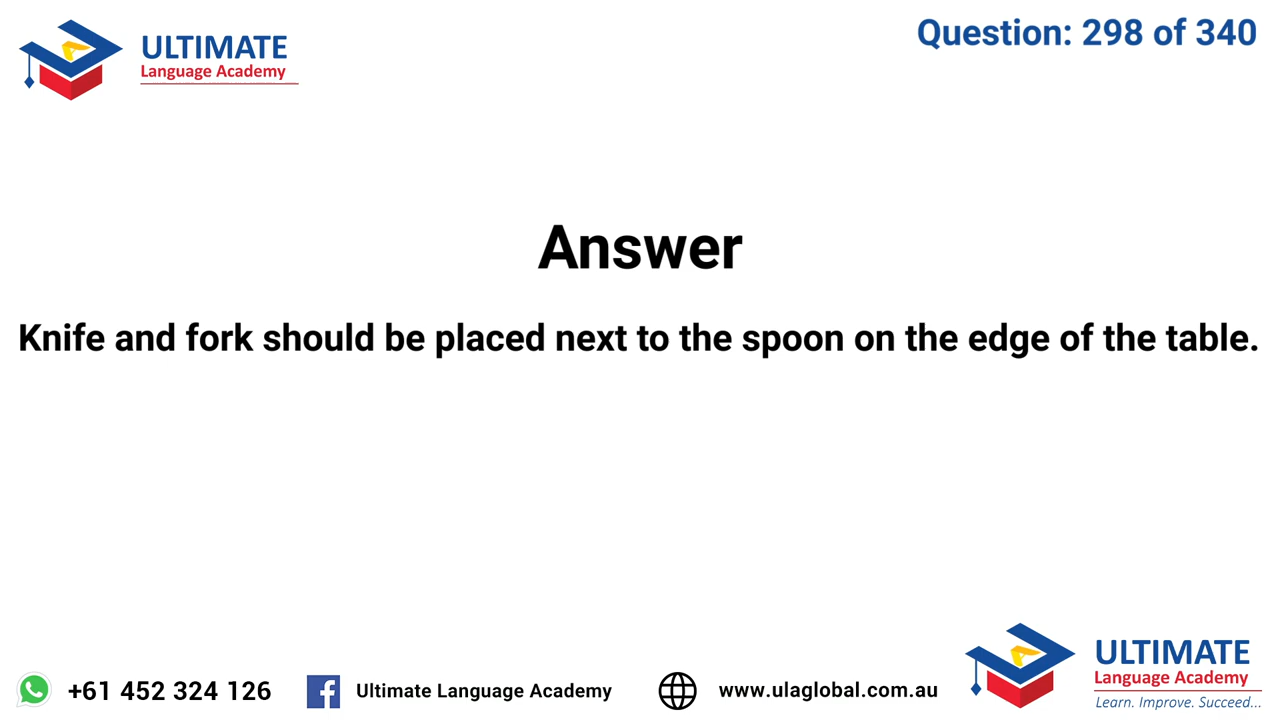 ULTIMATE
Language Academy
Question: 298 of 340
Answer
Knife and fork should be placed next to the spoon on the edge of the table.
+61 452 324 126
Ultimate Language Academy
www.ulaglobal.com.au
ULTIMATE
Language Academy
Learn. Improve. Succeed...